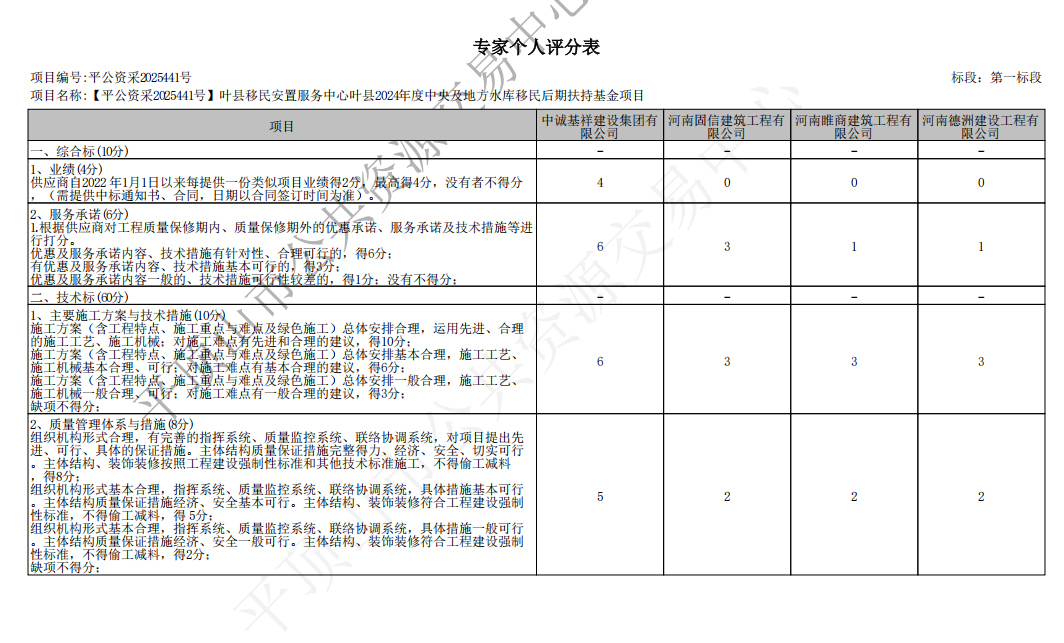 专家个人评分表
项目编号:平公资采2025441号
标段: 第一标段
项目名称:【平公资采2025441号】叶县移民安置服务中心叶县2024年度中央及地方水库移民后期扶持基金项目
项目
中诚基祥建设集团有限公司
河南固信建筑工程有限公司
河南睢商建筑工程有限公司
河南德洲建设工程有限公司
一、综合标(10分)
- - - -
1、业绩(4分)
供应商自2022年1月1日以来每提供一份类似项目业绩得2分，最高得4分，没有者不得分
，（需提供中标通知书、合同，日期以合同签订时间为准）。
4 0 0 0
2、服务承诺(6分)
1.根据供应商对工程质量保修期内、质量保修期外的优惠承诺、服务承诺及技术措施等进
行打分。
优惠及服务承诺内容、技术措施有针对性、合理可行的，得6分；
有优惠及服务承诺内容、技术措施基本可行的，得3分；
优惠及服务承诺内容一般的、技术措施可行性较差的，得1分；没有不得分；
6 3 1 1
二、技术标(60分)
- - - -
1、主要施工方案与技术措施(10分)
施工方案（含工程特点、施工重点与难点及绿色施工）总体安排合理，运用先进、合理
的施工工艺、施工机械；对施工难点有先进和合理的建议，得10分；
施工方案（含工程特点、施工重点与难点及绿色施工）总体安排基本合理，施工工艺、
施工机械基本合理、可行；对施工难点有基本合理的建议，得6分；
施工方案（含工程特点、施工重点与难点及绿色施工）总体安排一般合理，施工工艺、
施工机械一般合理、可行；对施工难点有一般合理的建议，得3分；
缺项不得分；
6 3 3 3
2、质量管理体系与措施(8分)
组织机构形式合理，有完善的指挥系统、质量监控系统、联络协调系统，对项目提出先
进、可行、具体的保证措施。主体结构质量保证措施完整得力、经济、安全、切实可行
。主体结构、装饰装修按照工程建设强制性标准和其他技术标准施工，不得偷工减料
，得8分；
组织机构形式基本合理，指挥系统、质量监控系统、联络协调系统，具体措施基本可行
。主体结构质量保证措施经济、安全基本可行。主体结构、装饰装修符合工程建设强制
性标准，不得偷工减料，得 5分；
组织机构形式基本合理，指挥系统、质量监控系统、联络协调系统，具体措施一般可行
。主体结构质量保证措施经济、安全一般可行。主体结构、装饰装修符合工程建设强制
性标准，不得偷工减料，得2分；
缺项不得分；
5 2 2 2
平顶山市公共资源交易中心
平顶山市公共资源交易中心